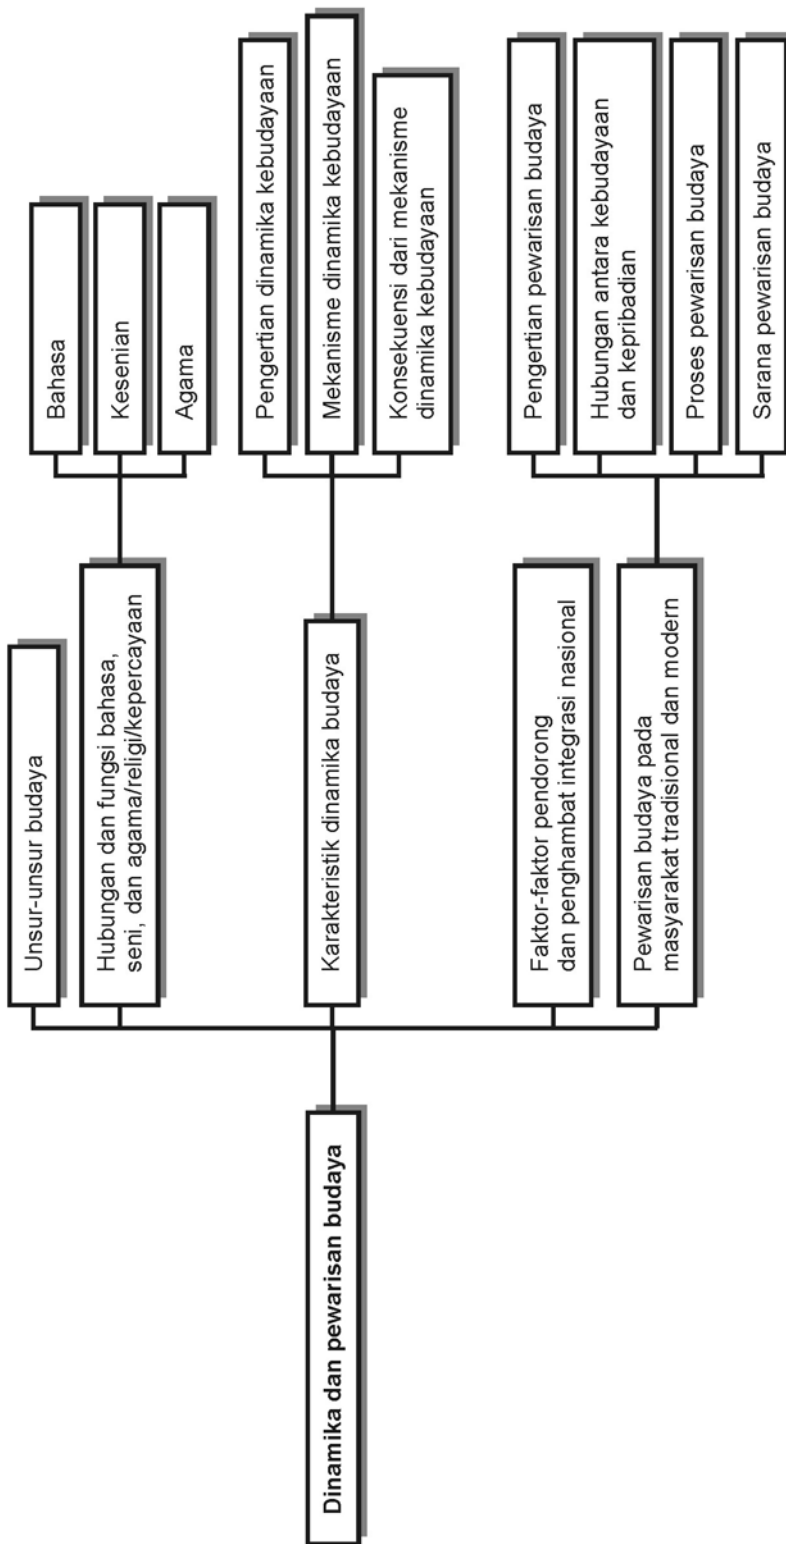 Dinamika dan pewarisan budaya
Unsur-unsur budaya
Hubungan dan fungsi bahasa,
seni, dan agama/religi/kepercayaan
Bahasa
Kesenian
Agama
Karakteristik dinamika budaya
Pengertian dinamika kebudayaan
Mekanisme dinamika kebudayaan
Konsekuensi dari mekanisme
dinamika kebudayaan
Faktor-faktor pendorong
dan penghambat integrasi nasional
Pewarisan budaya pada
masyarakat tradisional dan modern
Pengertian pewarisan budaya
Hubungan antara kebudayaan
dan kepribadian
Proses pewarisan budaya
Sarana pewarisan budaya